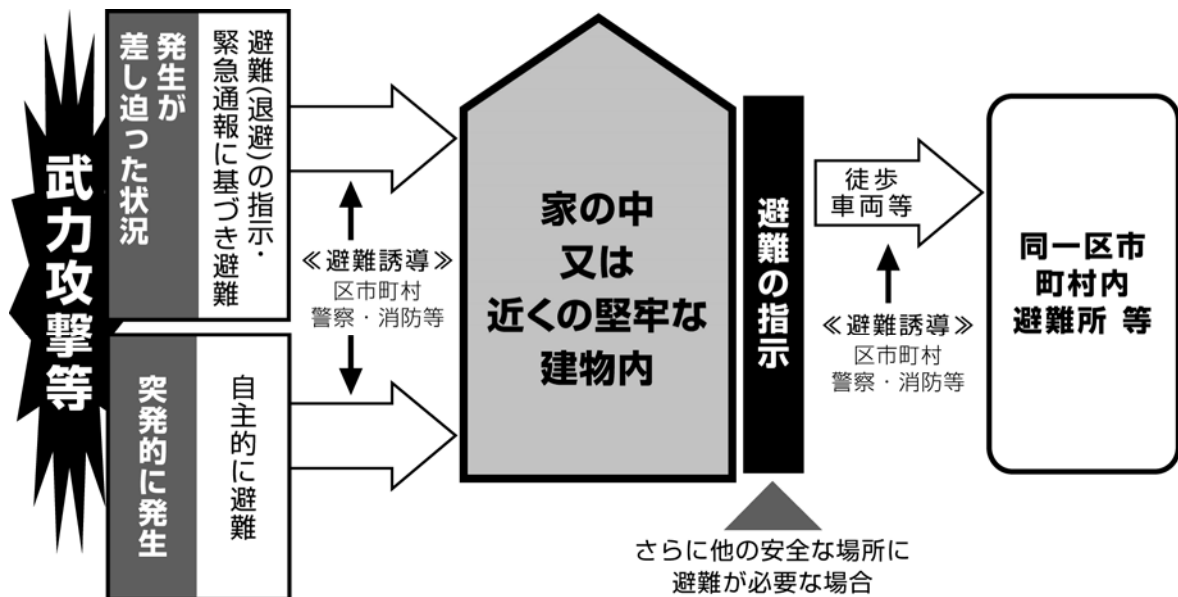 武力攻撃等
発生が
差し迫った状況
避難(退避)の指示・
緊急通報に基づき避難
突発的に発生
自主的に避難
≪避難誘導≫
区市町村
警察・消防等
家の中
又は
近くの堅牢な
建物内
避難の指示
さらに他の安全な場所に
避難が必要な場合
徒歩
車両等
≪避難誘導≫
区市町村
警察・消防等
同一区市
町村内
避難所 等